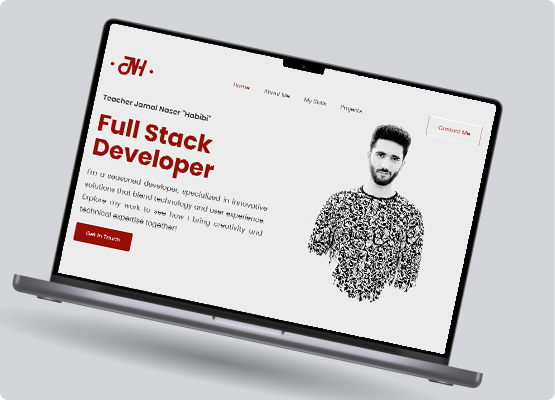 JNH
Home
About Me
My Skills
Projects
Contact Me
Teacher Jamal Naser "Habibi"
Full Stack
Developer
I'm a seasoned developer, specialized in innovative
solutions that blend technology and user experience.
Explore my work to see how I bring creativity and
technical expertise together!
Get In Touch